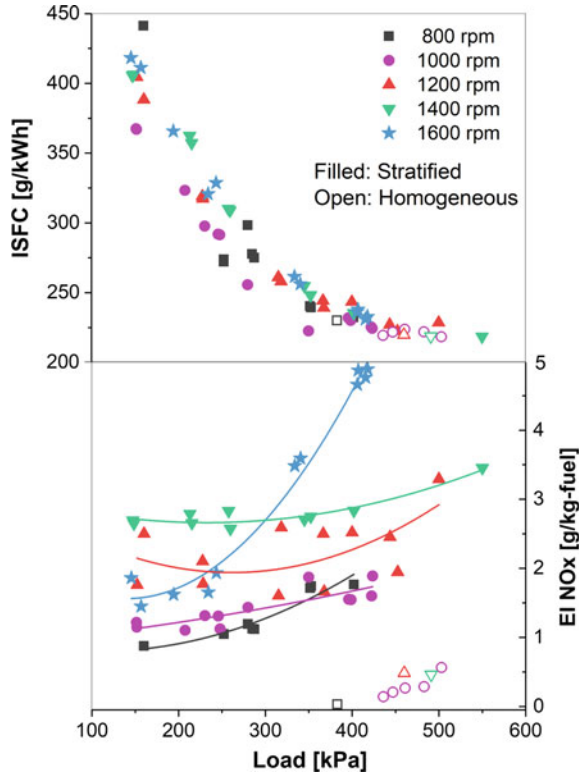 450
400
350
300
250
200
ISFC [g/kWh]
800 rpm
1000 rpm
1200 rpm
1400 rpm
1600 rpm
Filled: Stratified
Open: Homogeneous
5
4
3
2
1
0
EI NOx [g/kg-fuel]
100 200 300 400 500 600
Load [kPa]